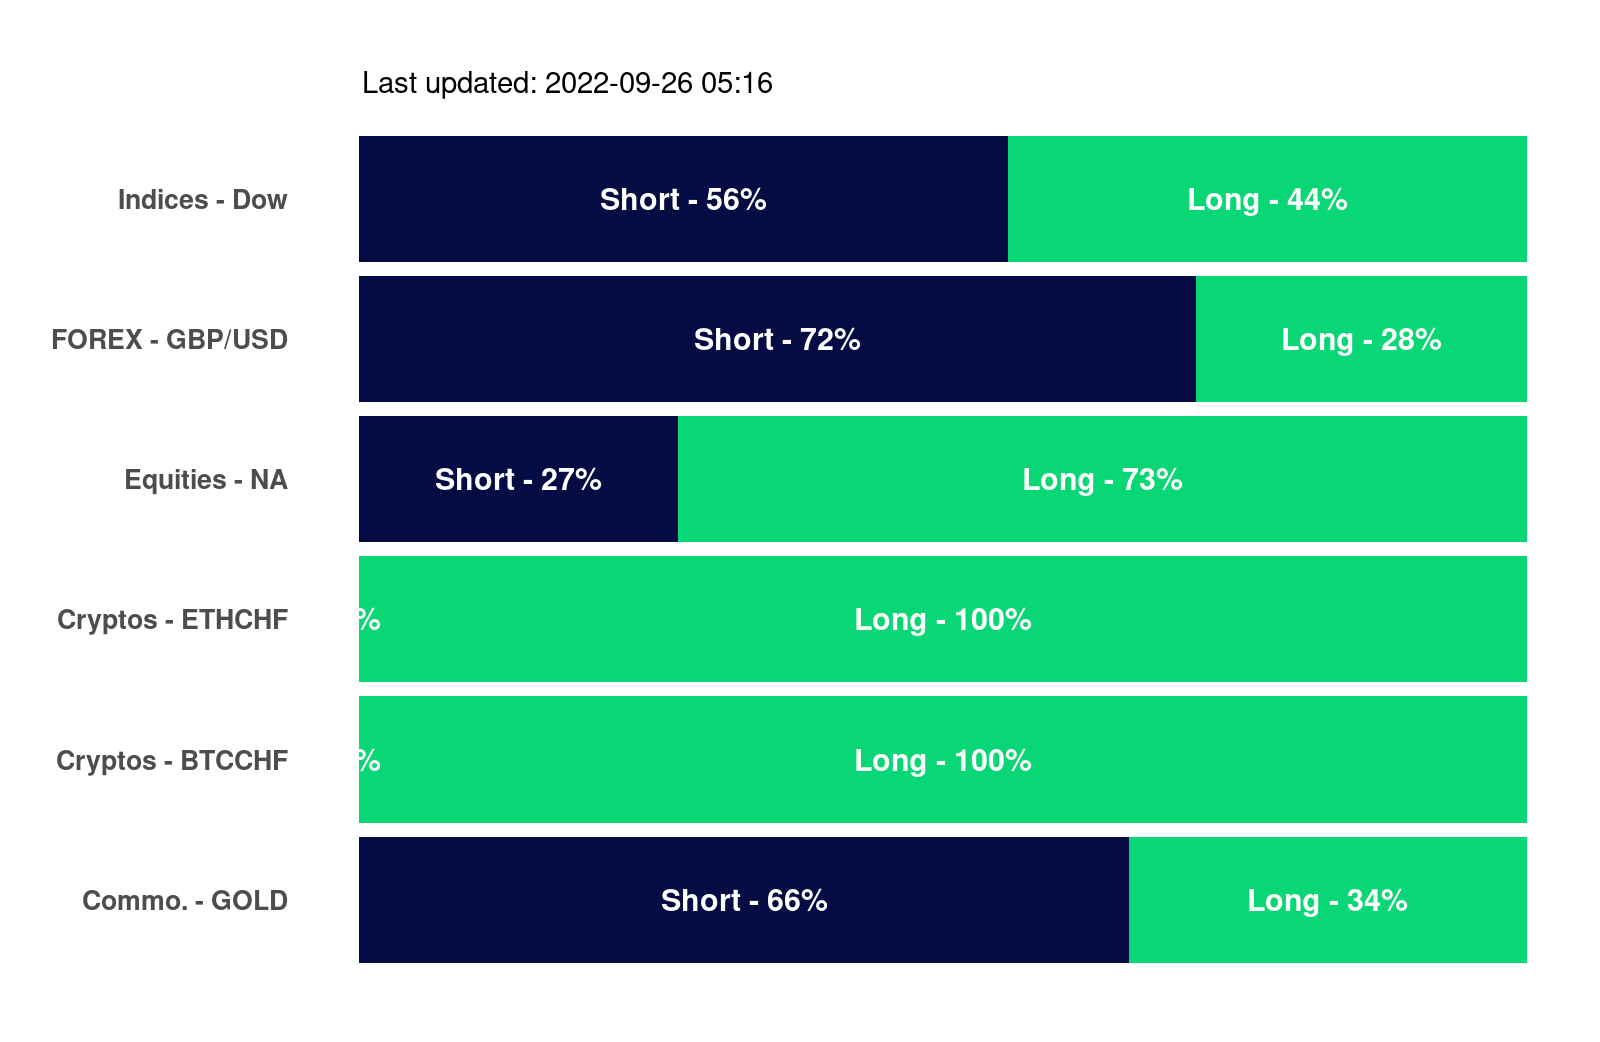 Last updated: 2022-09-26 05:16
Indices - Dow Short - 56% Long - 44%
FOREX - GBP/USD Short - 72% Long - 28%
Equities - NA Short - 27% Long - 73%
Cryptos - ETHCHF % Long - 100%
Cryptos - BTCCHF % Long - 100%
Commo. - GOLD Short - 66% Long - 34%